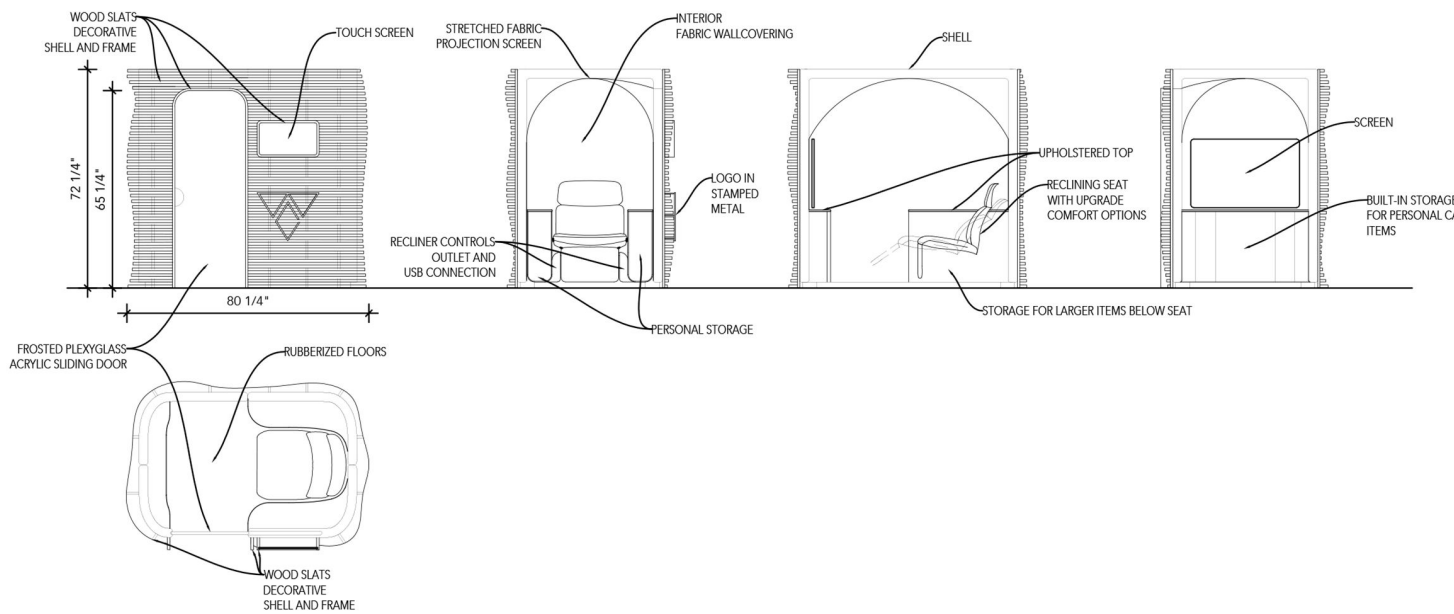 WOOD SLATS
DECORATIVE
SHELL AND FRAME
TOUCH SCREEN
STRETCHED FABRIC
PROJECTION SCREEN
INTERIOR
FABRIC WALLCOVERING
SHELL
SCREEN
72 1/4"
65 1/4"
LOGO IN
STAMPED
METAL
UPHOLSTERED TOP
RECLINING SEAT
WITH UPGRADE
COMFORT OPTIONS
BUILT-IN STORAGE
FOR PERSONAL CA
ITEMS
RECLINER CONTROLS
OUTLET AND
USB CONNECTION
80 1/4"
PERSONAL STORAGE
STORAGE FOR LARGER ITEMS BELOW SEAT
FROSTED PLEXYGLASS
ACRYLIC SLIDING DOOR
RUBBERIZED FLOORS
WOOD SLATS
DECORATIVE
SHELL AND FRAME